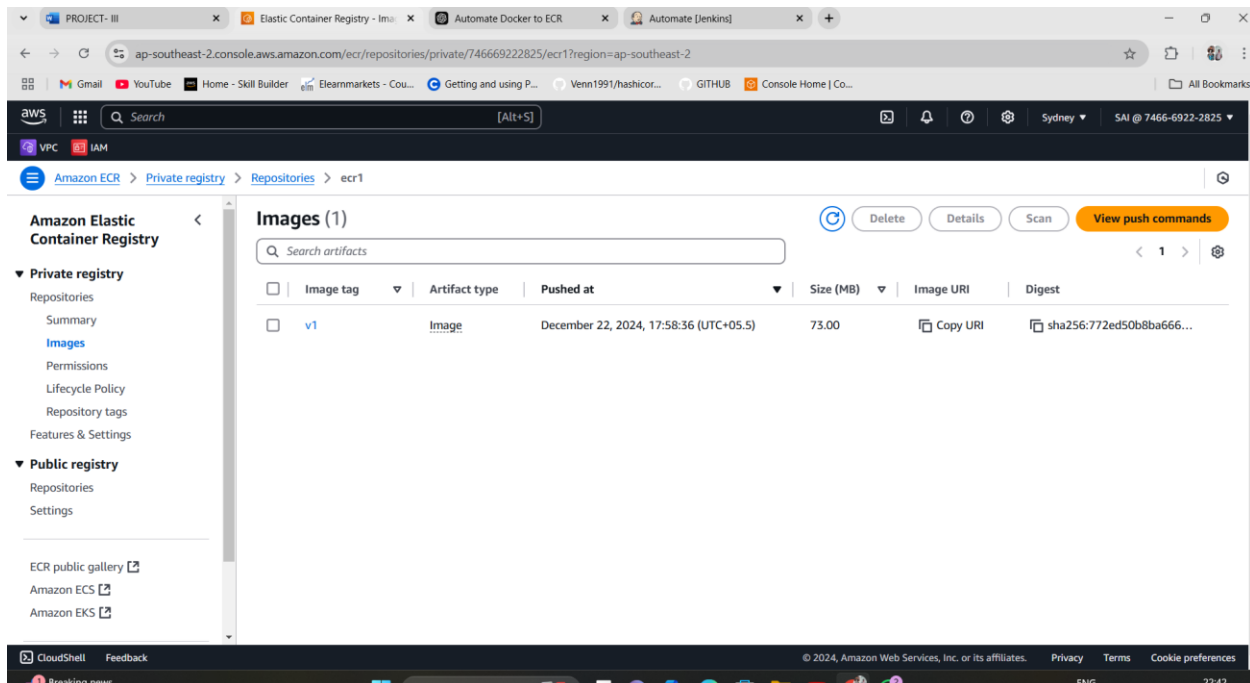 PROJECT- III
Elastic Container Registry - Ima
Automate Docker to ECR
Automate [Jenkins]
ap-southeast-2.console.aws.amazon.com/ecr/repositories/private/746669222825/ecr1?region=ap-southeast-2
Gmail YouTube Home - Skill Builder Elearnmarkets - Cou... Getting and using P... Venn1991/hashicor... GITHUB Console Home | Co... All Bookmarks
aws Search [Alt+S] Sydney SAI @ 7466-6922-2825
VPC IAM
Amazon ECR > Private registry > Repositories > ecr1
Amazon Elastic
Container Registry
Private registry
Repositories
Summary
Images
Permissions
Lifecycle Policy
Repository tags
Features & Settings
Public registry
Repositories
Settings
ECR public gallery
Amazon ECS
Amazon EKS
Images (1)
Delete Details Scan View push commands
Search artifacts
1
Image tag Artifact type Pushed at Size (MB) Image URI Digest
v1 Image December 22, 2024, 17:58:36 (UTC+05.5) 73.00 Copy URI sha256:772ed50b8ba666...
CloudShell Feedback © 2024, Amazon Web Services, Inc. or its affiliates. Privacy Terms Cookie preferences
1 Breaking news ENG 22:42